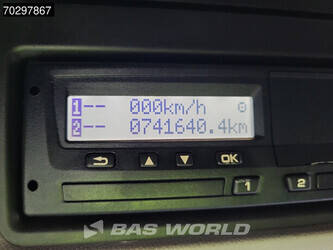 70297867
1 -- 000km/h
2 -- 0741640.4km
OK
1 2
BAS WORLD